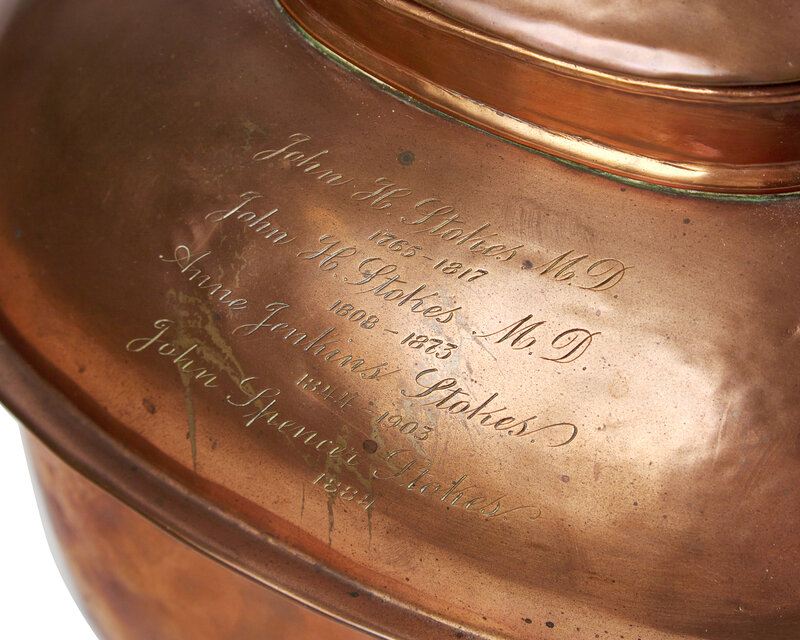 John H Stokes M.D
1765-1817
John H. Stokes M.D.
1808-1873
Anne Jenkins Stokes.
1844-1903
John Spencer Stokes
1884